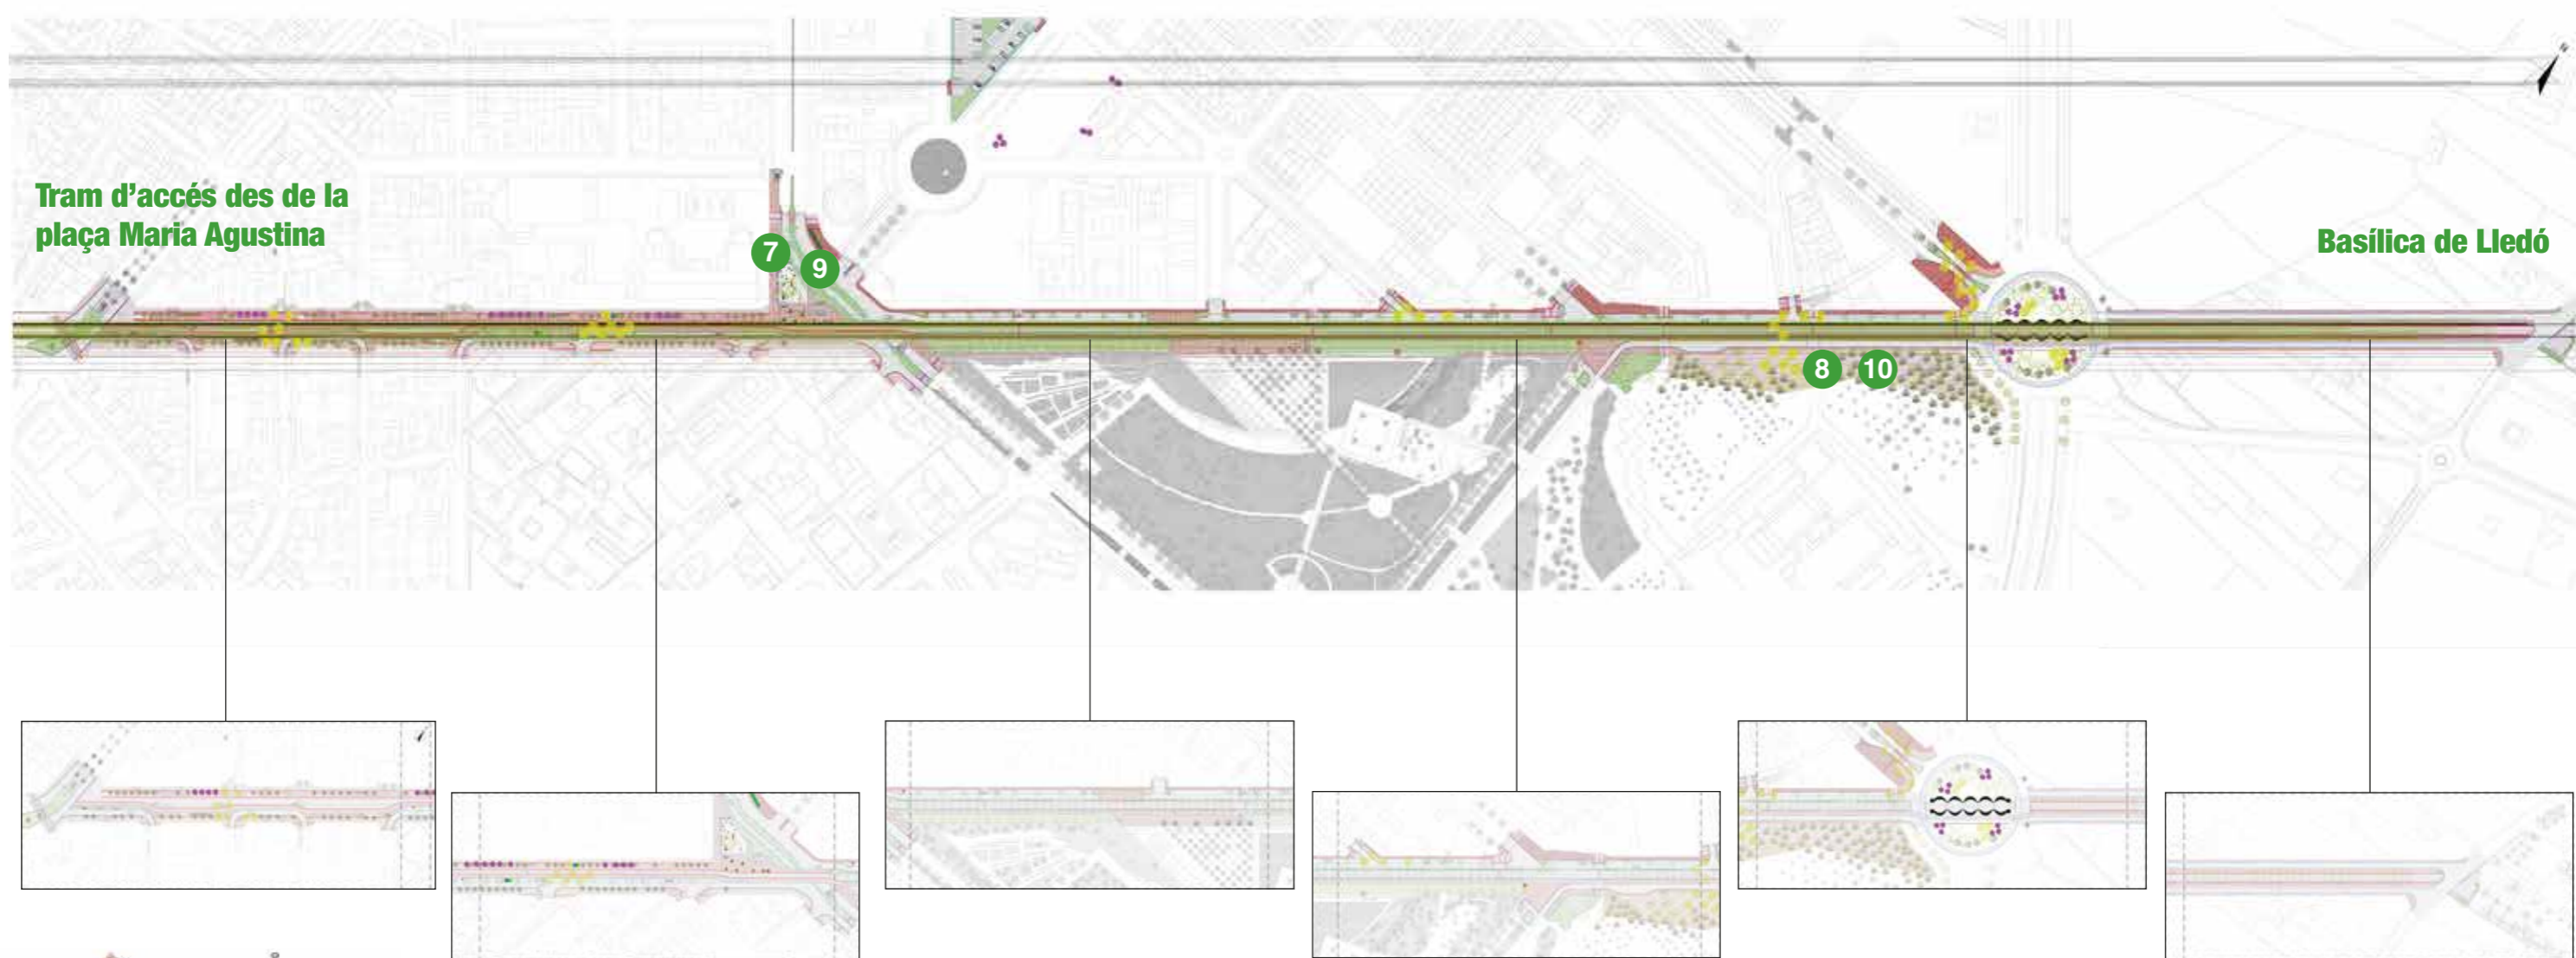 Tram d'accés des de la
plaça Maria Agustina
Basílica de Lledó
7
9
8
10